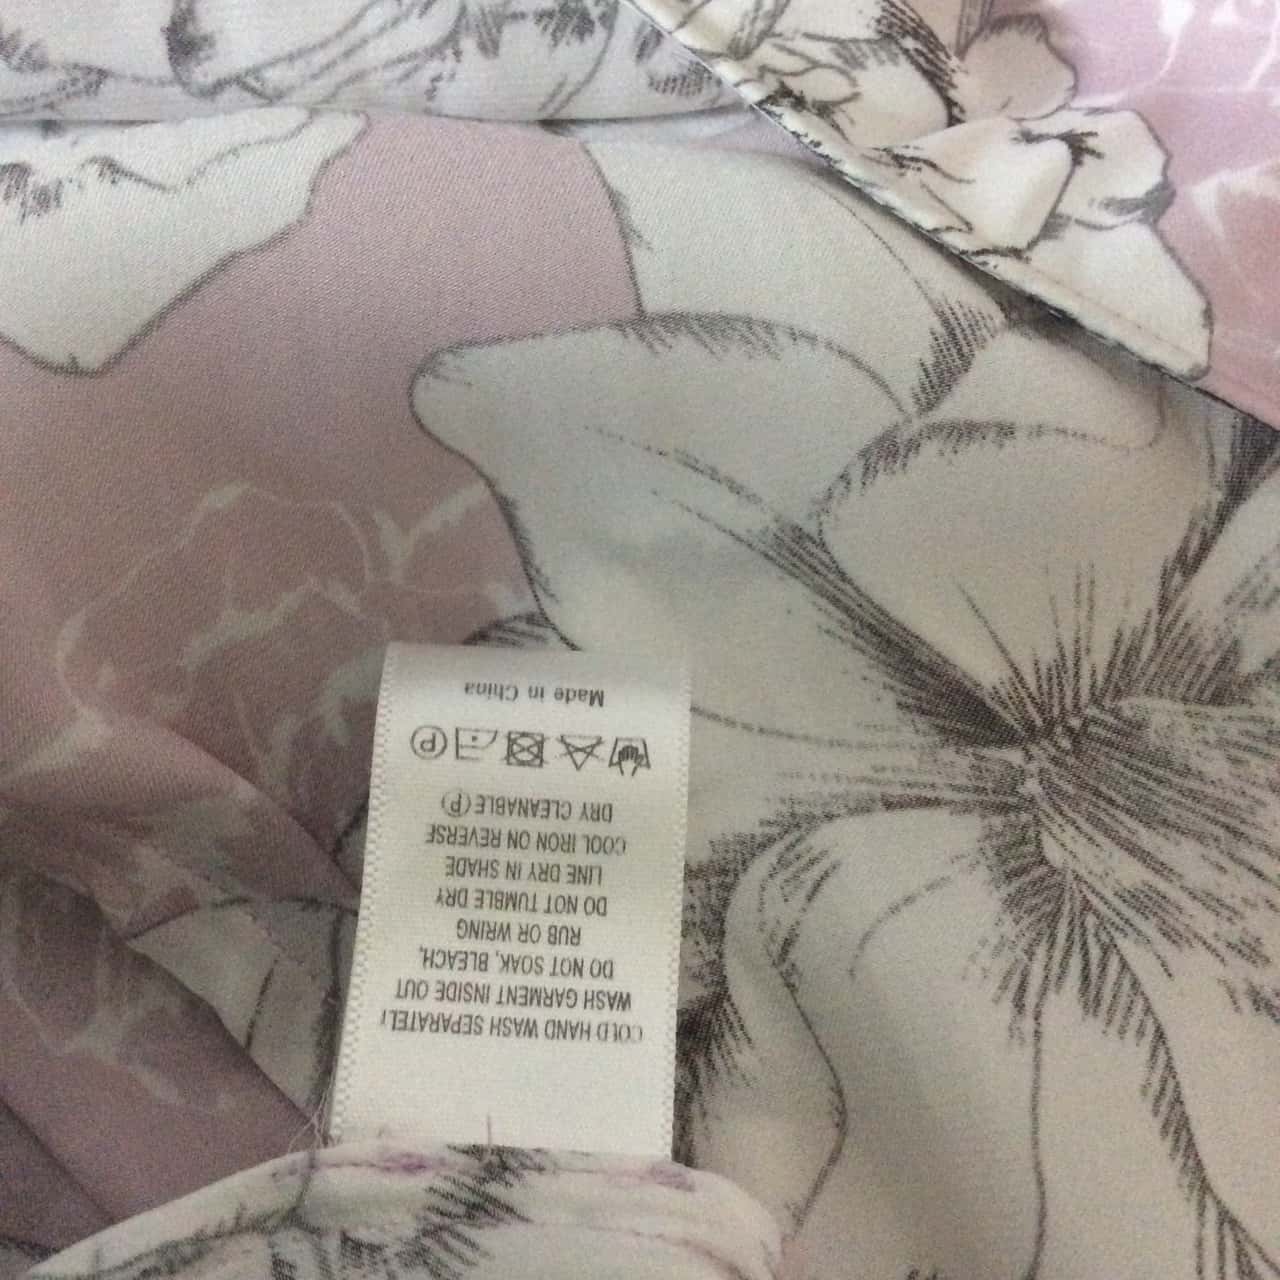 COLD HAND WASH SEPARATELY
WASH GARMENT INSIDE OUT
DO NOT SOAK, BLEACH,
RUB OR WRING
DO NOT TUMBLE DRY
LINE DRY IN SHADE
COOL IRON ON REVERSE
DRY CLEANABLE Ⓟ
Ⓟ
Made in China